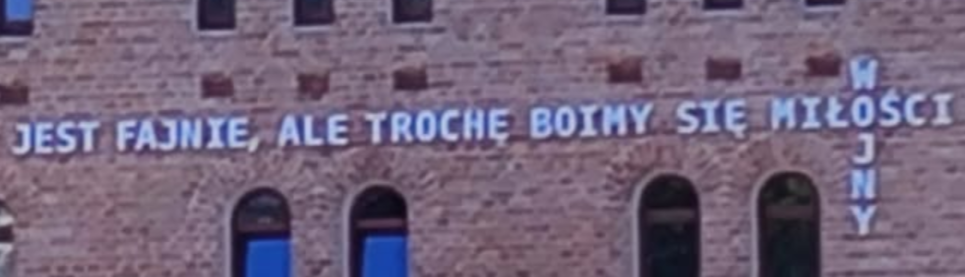 JEST FAJNIE, ALE TROCHĘ BOIMY SIĘ MIŁOŚCI
WOJNY